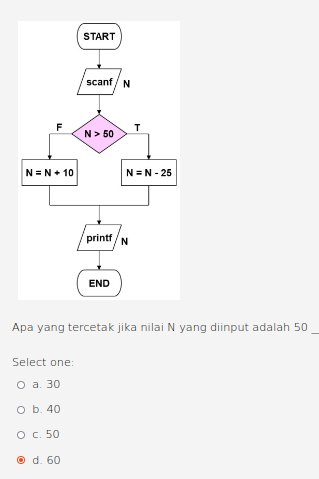 START
scanf N
F T
N > 50
N = N + 10 N = N - 25
printf N
END
Apa yang tercetak jika nilai N yang diinput adalah 50 _
Select one:
a. 30
b. 40
c. 50
d. 60